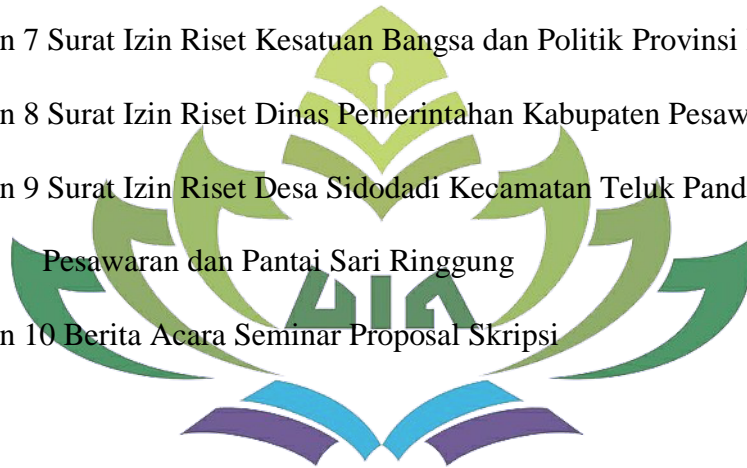 n 7 Surat Izin Riset Kesatuan Bangsa dan Politik Provinsi
n 8 Surat Izin Riset Dinas Pemerintahan Kabupaten Pesaw
n 9 Surat Izin Riset Desa Sidodadi Kecamatan Teluk Pand
Pesawaran dan Pantai Sari Ringgung
UIN
n 10 Berita Acara Seminar Proposal Skripsi